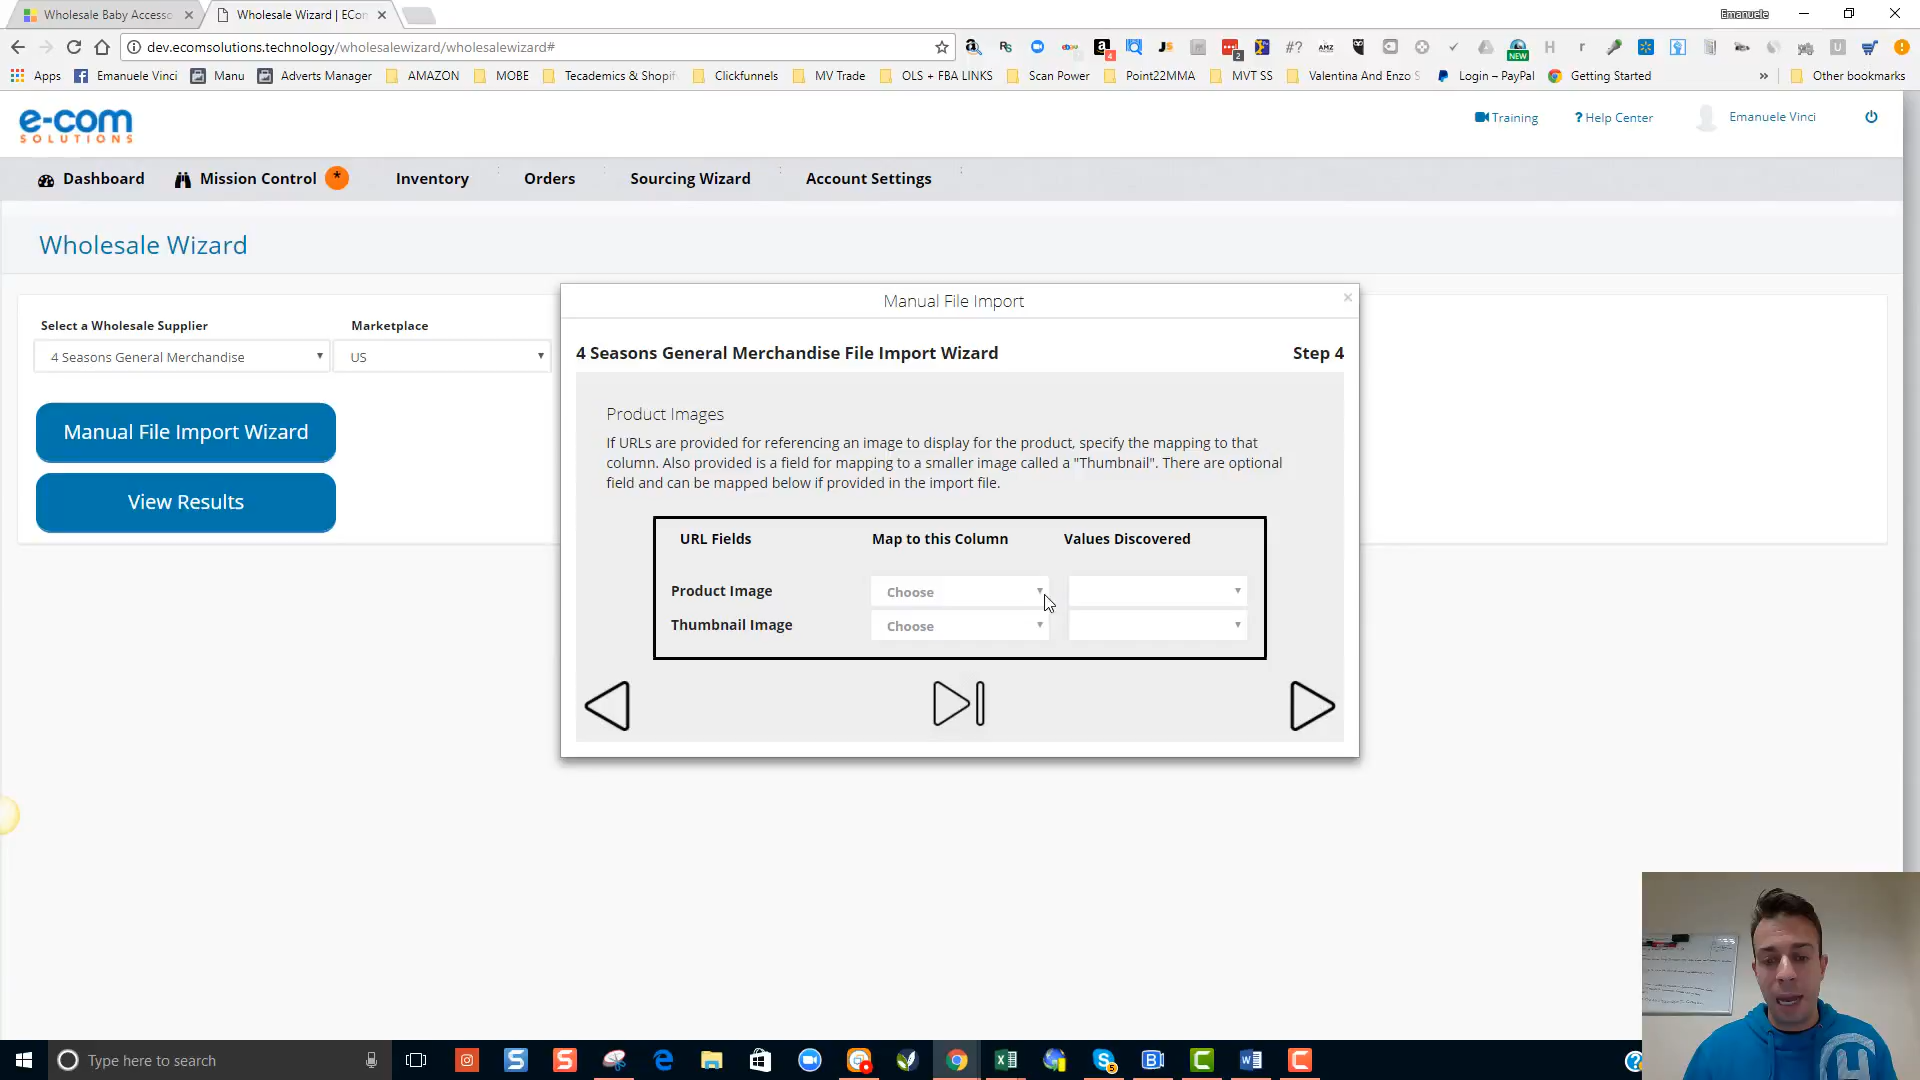 Wholesale Baby Accesso
Wholesale Wizard | ECom
Emanuele
dev.ecomsolutions.technology/wholesalewizard/wholesalewizard#
Apps
Emanuele Vinci
Manu
Adverts Manager
AMAZON
MOBE
Tecademics & Shopif
Clickfunnels
MV Trade
OLS + FBA LINKS
Scan Power
Point22MMA
MVT SS
Valentina And Enzo S
Login – PayPal
Getting Started
»
Other bookmarks
e-com
SOLUTIONS
Training
? Help Center
Emanuele Vinci
Dashboard
Mission Control
*
Inventory
Orders
Sourcing Wizard
Account Settings
Wholesale Wizard
Select a Wholesale Supplier
Marketplace
4 Seasons General Merchandise
US
Manual File Import Wizard
View Results
Manual File Import
×
4 Seasons General Merchandise File Import Wizard
Step 4
Product Images
If URLs are provided for referencing an image to display for the product, specify the mapping to that
column. Also provided is a field for mapping to a smaller image called a "Thumbnail". There are optional
field and can be mapped below if provided in the import file.
URL Fields
Map to this Column
Values Discovered
Product Image
Choose
Thumbnail Image
Choose
Type here to search